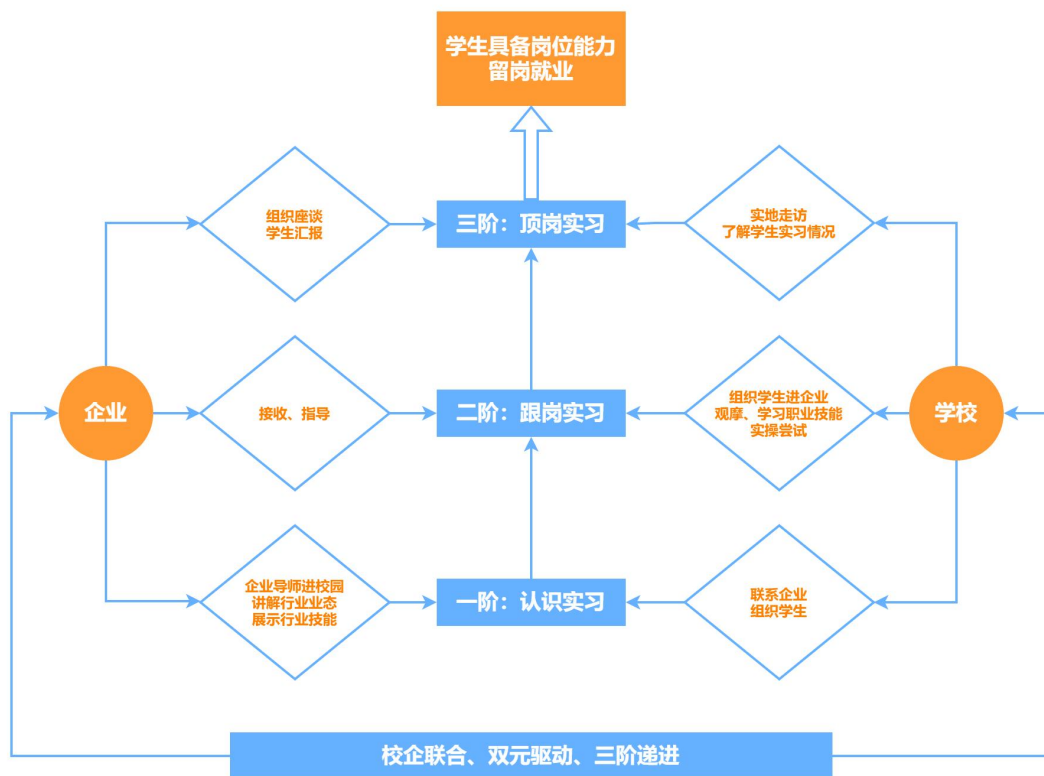 学生具备岗位能力
留岗就业
组织座谈
学生汇报
三阶：顶岗实习
实地走访
了解学生实习情况
企业
接收、指导
二阶：跟岗实习
组织学生进企业
观摩、学习职业技能
实操尝试
学校
企业导师进校园
讲解行业业态
展示行业技能
一阶：认识实习
联系企业
组织学生
校企联合、双元驱动、三阶递进